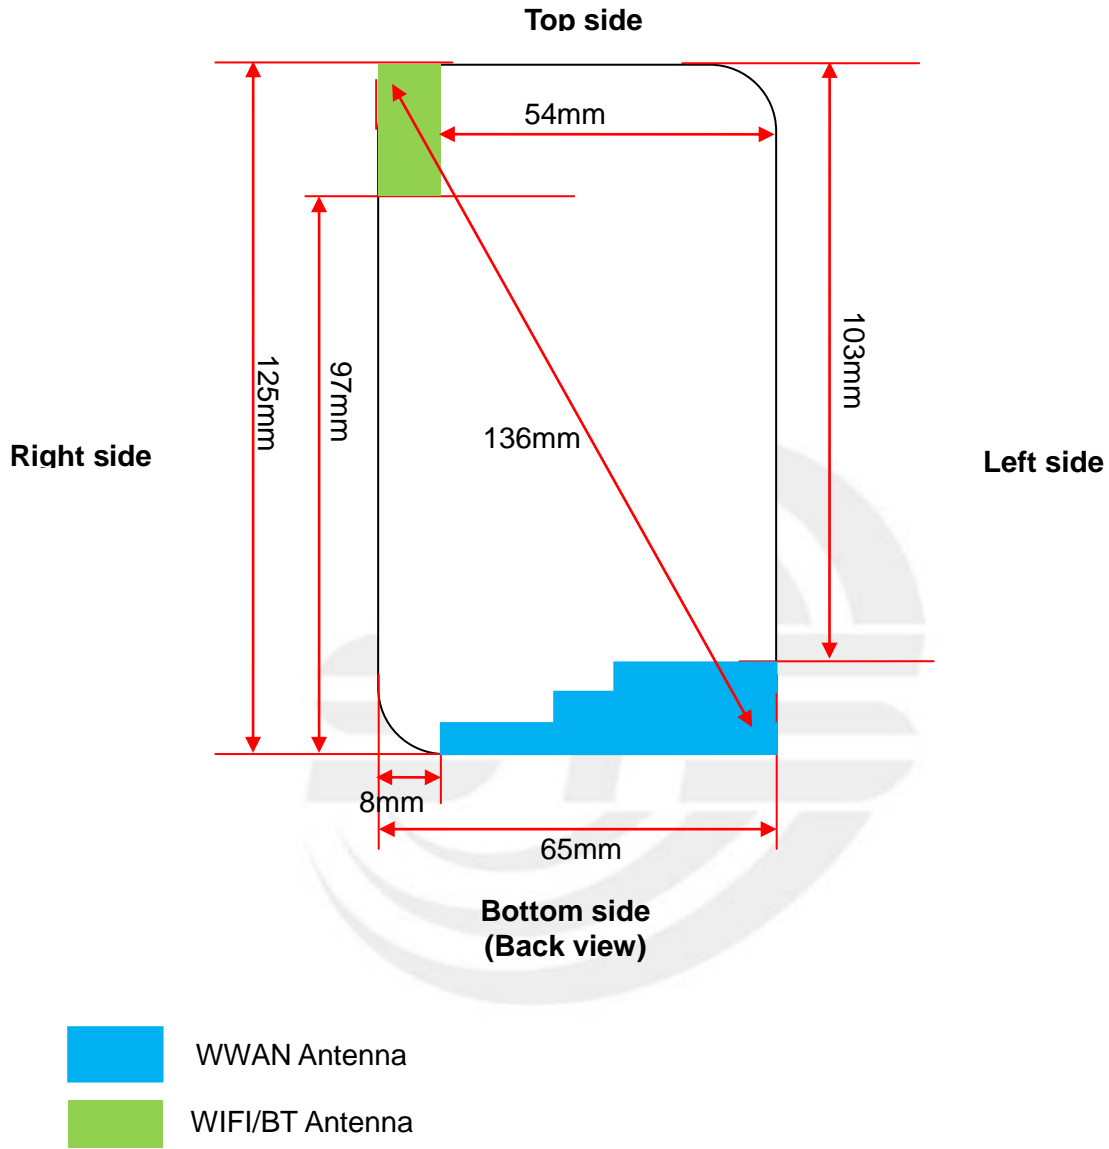 Top side
54mm
103mm
125mm
97mm
136mm
Right side
Left side
8mm
65mm
Bottom side
(Back view)
WWAN Antenna
WIFI/BT Antenna